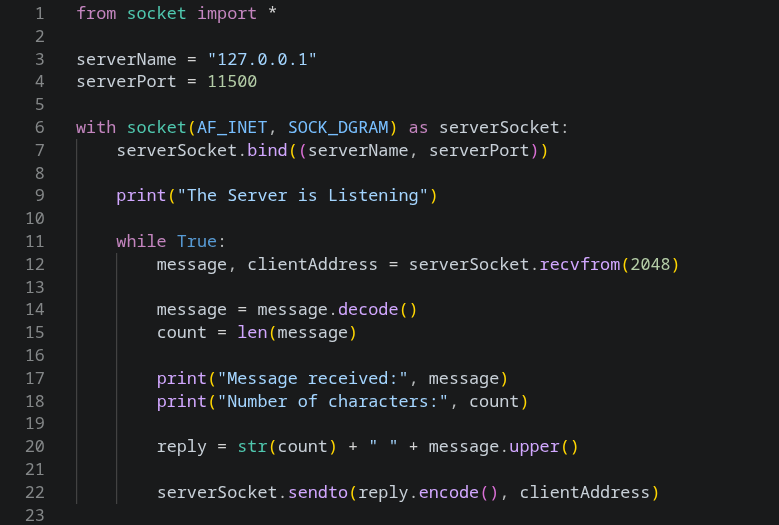 1 from socket import *
2
3 serverName = "127.0.0.1"
4 serverPort = 11500
5
6 with socket(AF_INET, SOCK_DGRAM) as serverSocket:
7     serverSocket.bind((serverName, serverPort))
8
9     print("The Server is Listening")
10
11     while True:
12         message, clientAddress = serverSocket.recvfrom(2048)
13
14         message = message.decode()
15         count = len(message)
16
17         print("Message received:", message)
18         print("Number of characters:", count)
19
20         reply = str(count) + " " + message.upper()
21
22         serverSocket.sendto(reply.encode(), clientAddress)
23